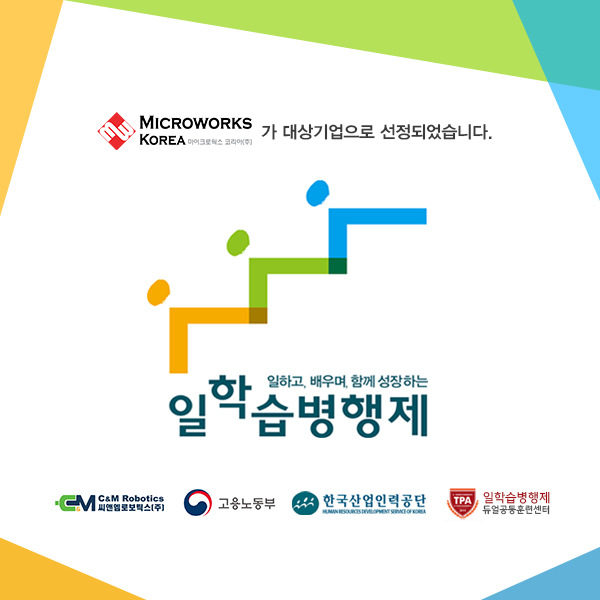 MW MICROWORKS
KOREA 마이크로웍스 코리아(주) 가 대상기업으로 선정되었습니다.
일하고, 배우며, 함께 성장하는
일학습병행제
C&M C&M Robotics
씨앤엠로보틱스(주)
고용노동부
한국산업인력공단
HUMAN RESOURCES DEVELOPMENT SERVICE OF KOREA
TPA 일학습병행제
듀얼공동훈련센터